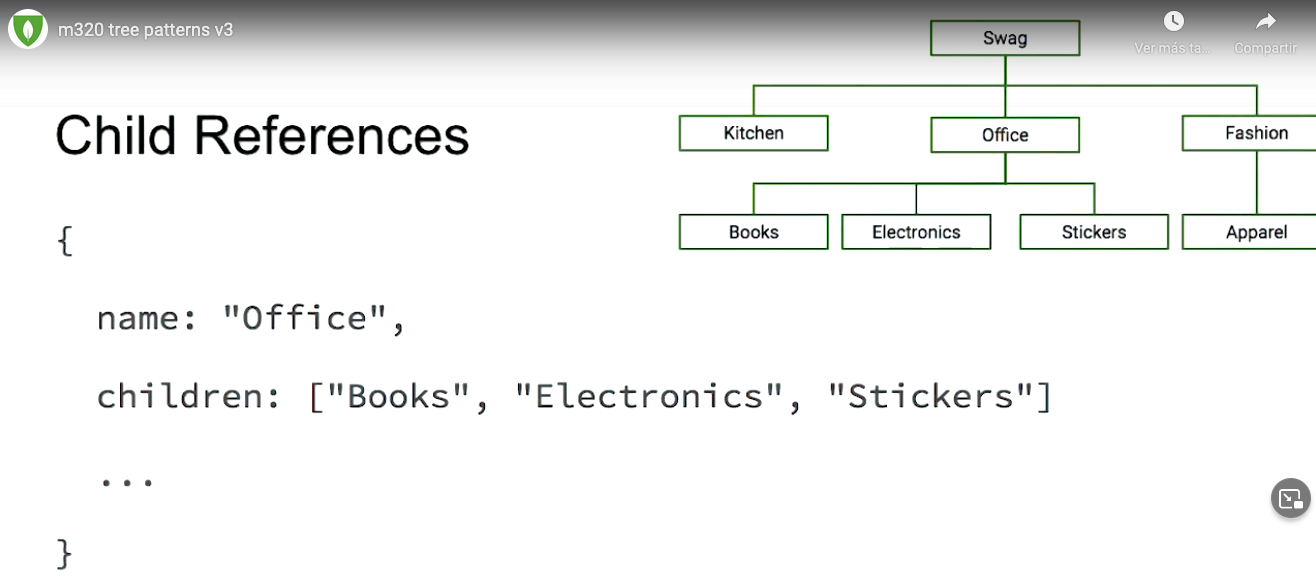 m320 tree patterns v3
Ver más ta...
Compartir
Swag
Kitchen
Office
Fashion
Books
Electronics
Stickers
Apparel
Child References
{
name: "Office",
children: ["Books", "Electronics", "Stickers"]
...
}